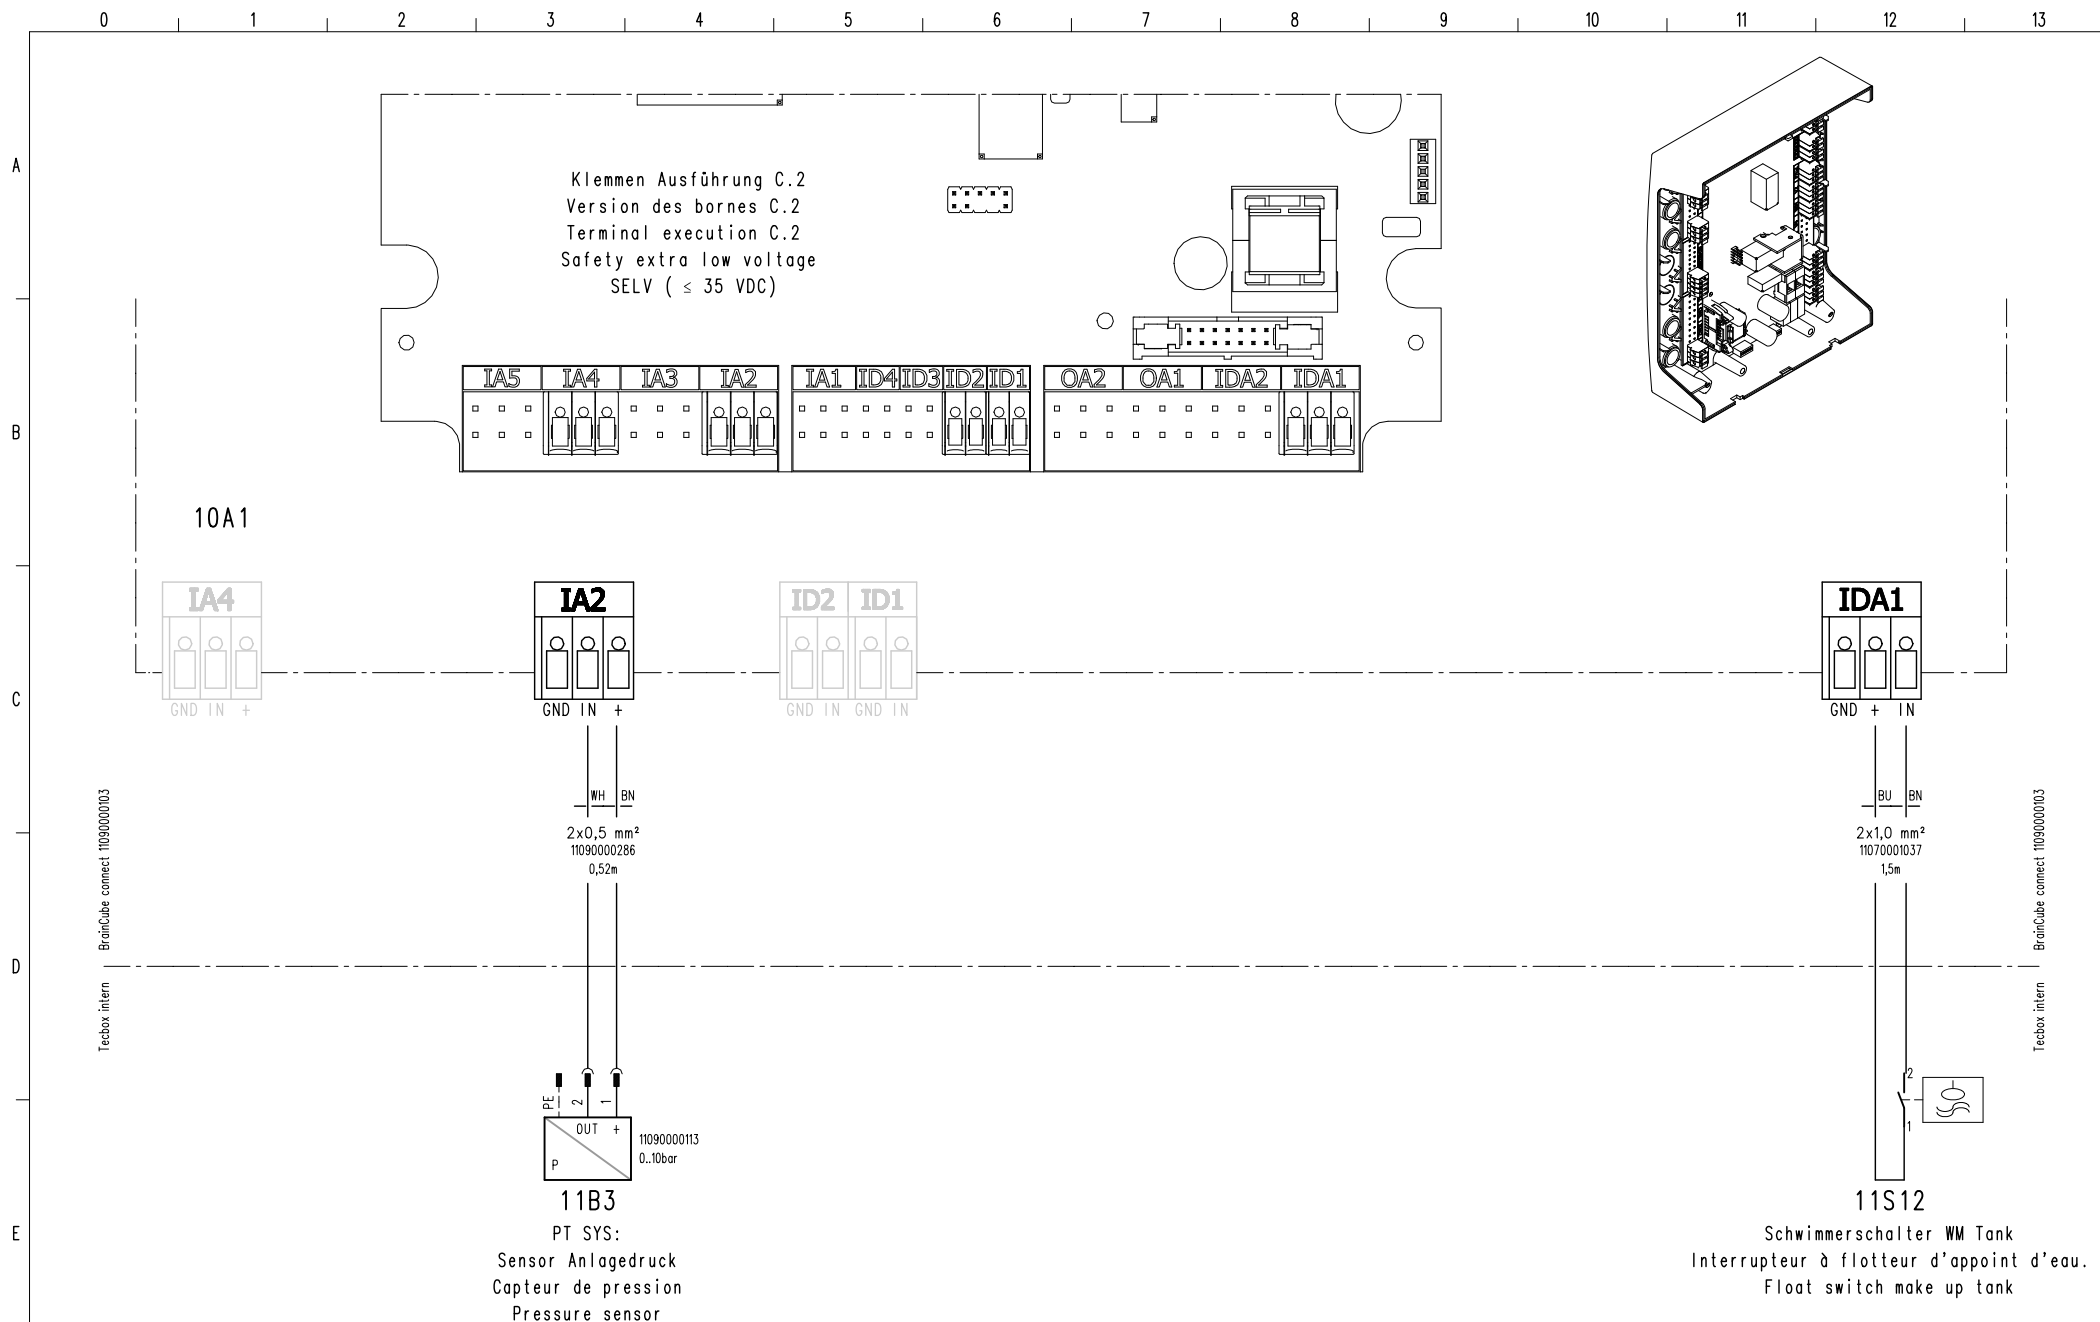 0 1 2 3 4 5 6 7 8 9 10 11 12 13
A
Klemmen Ausführung C.2
Version des bornes C.2
Terminal execution C.2
Safety extra low voltage
SELV ( ≤ 35 VDC)
IA5 IA4 IA3 IA2 IA1 ID4 ID3 ID2 ID1 OA2 OA1 IDA2 IDA1
B
10A1
IA4 IA2 ID2 ID1 IDA1
C
GND IN + GND IN + GND IN GND IN GND + IN
WH BN
2x0,5 mm²
11090000286
0,52m
BU BN
2x1,0 mm²
11070001037
1,5m
BrainCube connect 11090000103
BrainCube connect 11090000103
D
Tecbox intern
Tecbox intern
PE 2 1
OUT +
P
11090000113
0..10bar
2
1
11B3
PT SYS:
Sensor Anlagedruck
Capteur de pression
Pressure sensor
E
11S12
Schwimmerschalter WM Tank
Interrupteur à flotteur d'appoint d'eau.
Float switch make up tank